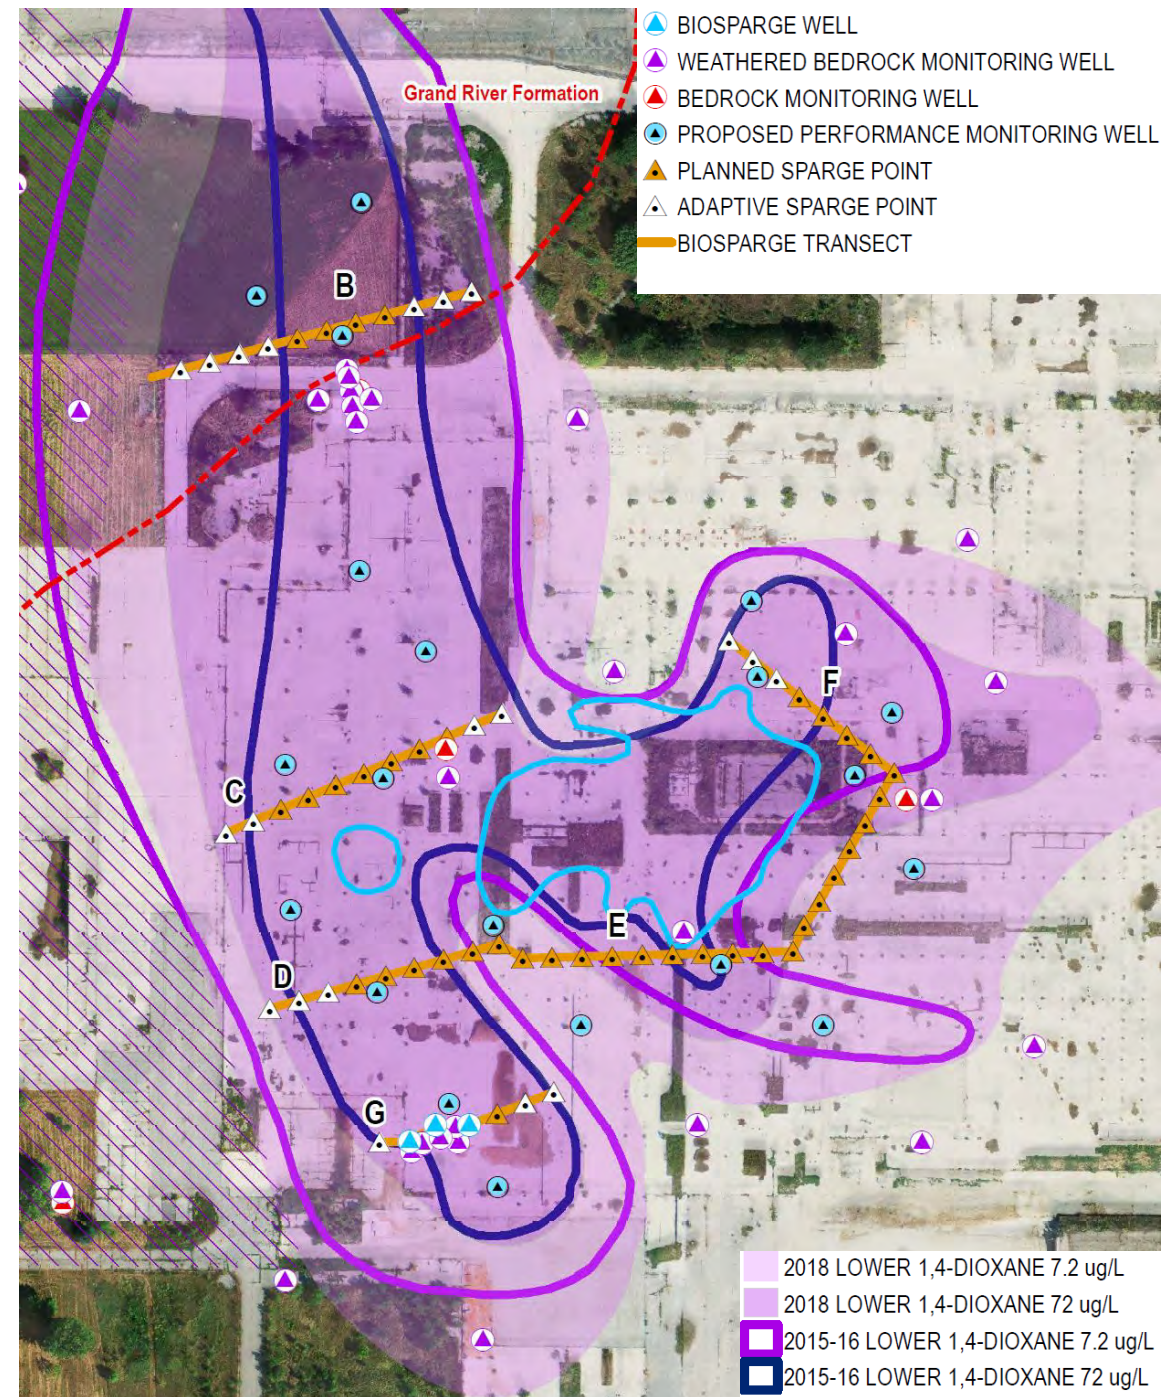 BIOSPARGE WELL
WEATHERED BEDROCK MONITORING WELL
BEDROCK MONITORING WELL
PROPOSED PERFORMANCE MONITORING WELL
PLANNED SPARGE POINT
ADAPTIVE SPARGE POINT
BIOSPARGE TRANSECT
Grand River Formation
B
F
C
E
D
G
2018 LOWER 1,4-DIOXANE 7.2 ug/L
2018 LOWER 1,4-DIOXANE 72 ug/L
2015-16 LOWER 1,4-DIOXANE 7.2 ug/L
2015-16 LOWER 1,4-DIOXANE 72 ug/L